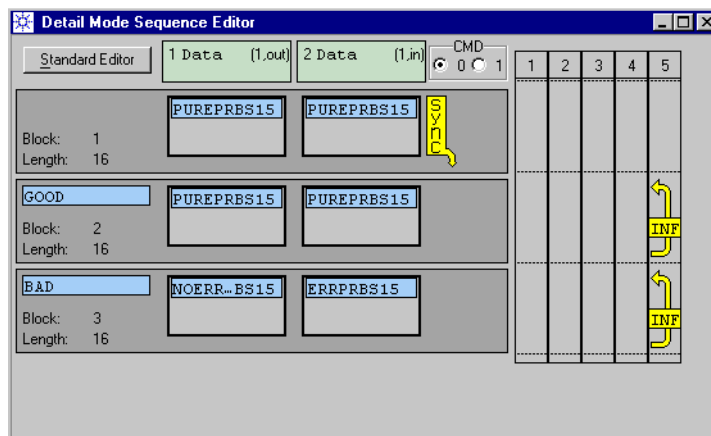 Detail Mode Sequence Editor
Standard Editor
1 Data (1,out)
2 Data (1,in)
CMD
0 1
1 2 3 4 5
PUREPRBS15 PUREPRBS15
Sync
Block: 1
Length: 16
GOOD
PUREPRBS15 PUREPRBS15
Block: 2
Length: 16
INF
BAD
NOERR…BS15 ERRPRBS15
Block: 3
Length: 16
INF